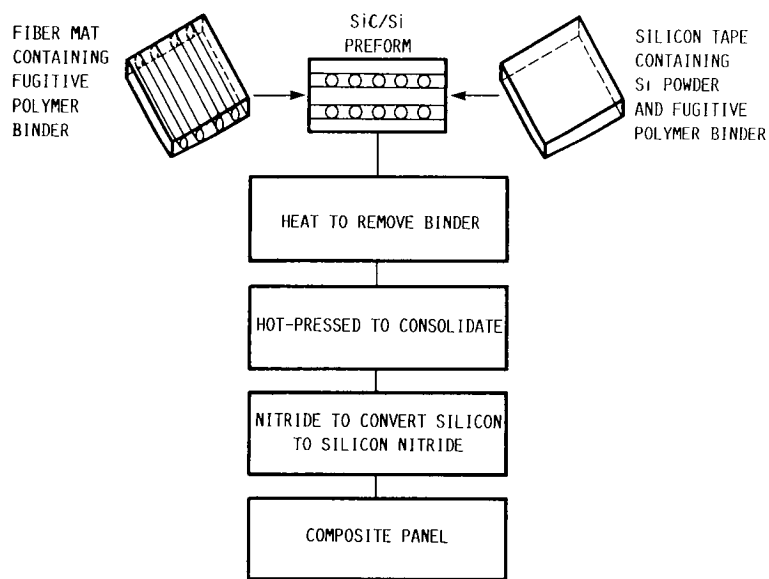 FIBER MAT
CONTAINING
FUGITIVE
POLYMER
BINDER
SiC/Si
PREFORM
SILICON TAPE
CONTAINING
Si POWDER
AND FUGITIVE
POLYMER BINDER
HEAT TO REMOVE BINDER
HOT-PRESSED TO CONSOLIDATE
NITRIDE TO CONVERT SILICON
TO SILICON NITRIDE
COMPOSITE PANEL